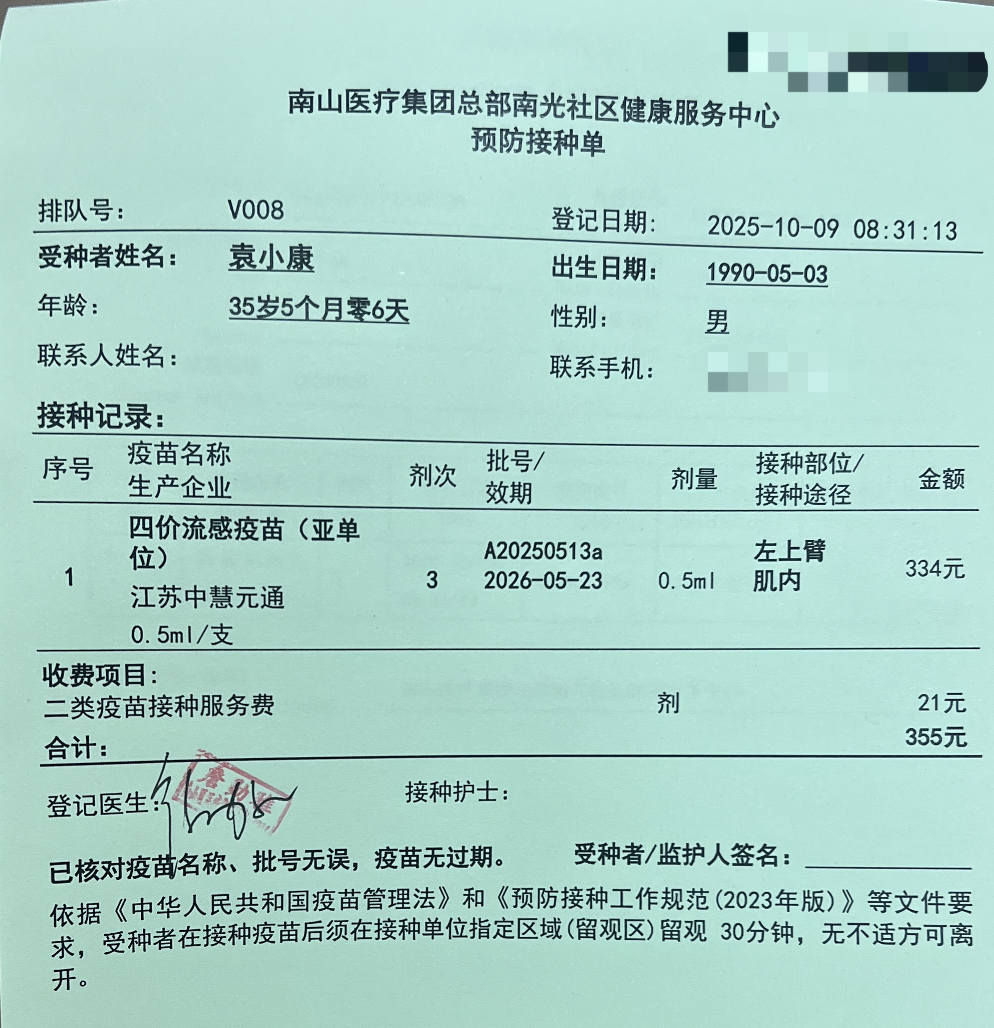 南山医疗集团总部南光社区健康服务中心
预防接种单
排队号: V008 登记日期: 2025-10-09 08:31:13
受种者姓名: 袁小康 出生日期: 1990-05-03
年龄: 35岁5个月零6天 性别: 男
联系人姓名: 联系手机:
接种记录:
序号 疫苗名称 生产企业 剂次 批号/ 效期 剂量 接种部位/ 接种途径 金额
1 四价流感疫苗（亚单位） 江苏中慧元通 0.5ml/支 3 A20250513a 2026-05-23 0.5ml 左上臂 肌内 334元
收费项目:
二类疫苗接种服务费 剂 21元
合计: 355元
登记医生: 接种护士:
已核对疫苗名称、批号无误，疫苗无过期。 受种者/监护人签名:
依据《中华人民共和国疫苗管理法》和《预防接种工作规范(2023年版)》等文件要
求，受种者在接种疫苗后须在接种单位指定区域(留观区)留观 30分钟，无不适方可离
开。